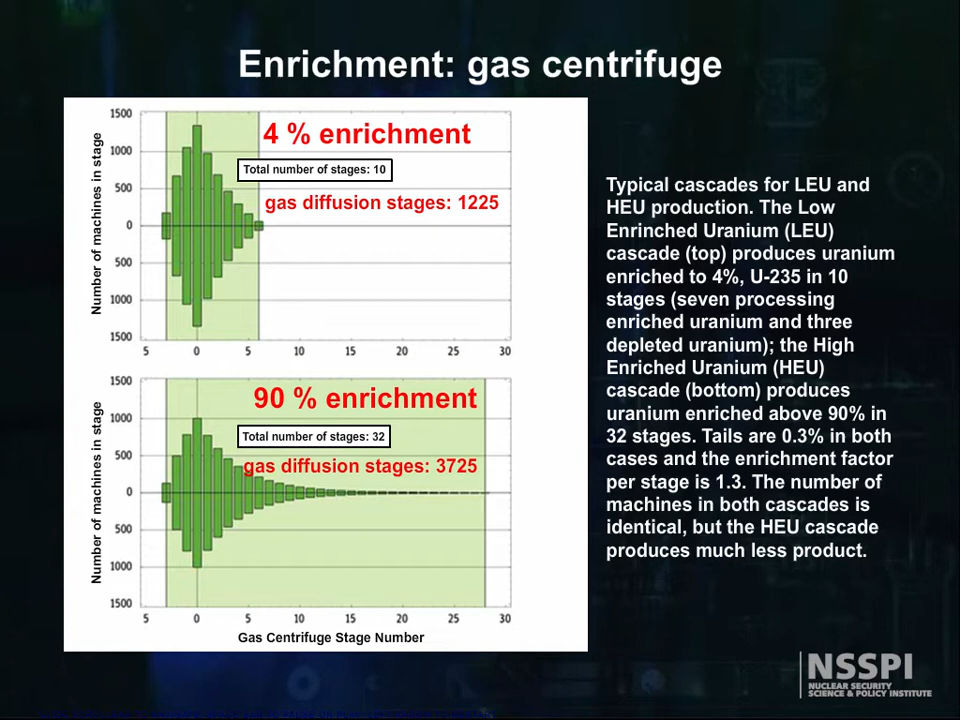 Enrichment: gas centrifuge
1500
1000
500
0
500
1000
1500
Number of machines in stage
4 % enrichment
Total number of stages: 10
gas diffusion stages: 1225
5 0 5 10 15 20 25 30
1500
1000
500
0
500
1000
1500
Number of machines in stage
90 % enrichment
Total number of stages: 32
gas diffusion stages: 3725
5 0 5 10 15 20 25 30
Gas Centrifuge Stage Number
Typical cascades for LEU and
HEU production. The Low
Enrinched Uranium (LEU)
cascade (top) produces uranium
enriched to 4%, U-235 in 10
stages (seven processing
enriched uranium and three
depleted uranium); the High
Enriched Uranium (HEU)
cascade (bottom) produces
uranium enriched above 90% in
32 stages. Tails are 0.3% in both
cases and the enrichment factor
per stage is 1.3. The number of
machines in both cascades is
identical, but the HEU cascade
produces much less product.
NSSPI
NUCLEAR SECURITY
SCIENCE & POLICY INSTITUTE